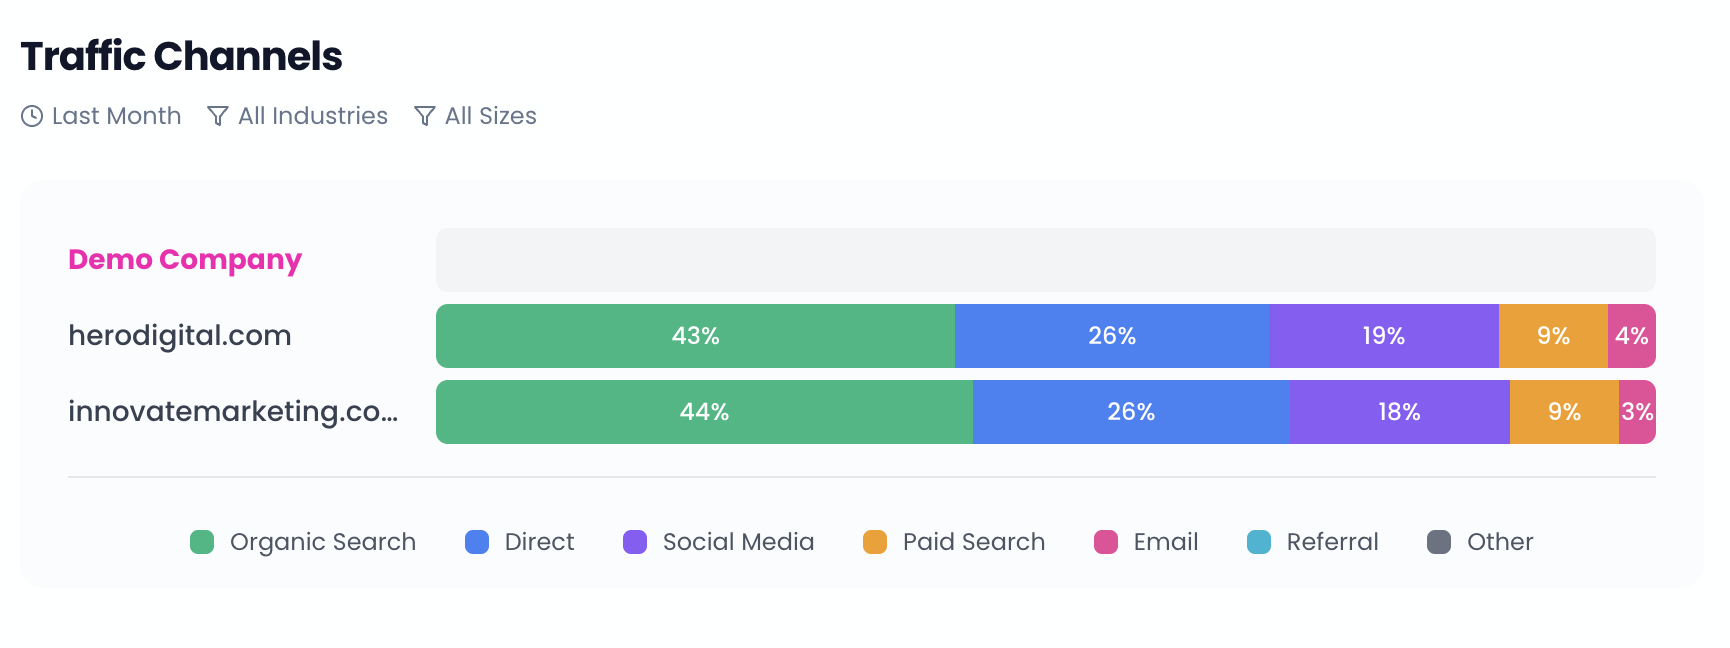 Traffic Channels
Last Month All Industries All Sizes
Demo Company
herodigital.com 43% 26% 19% 9% 4%
innovatemarketing.co... 44% 26% 18% 9% 3%
Organic Search Direct Social Media Paid Search Email Referral Other